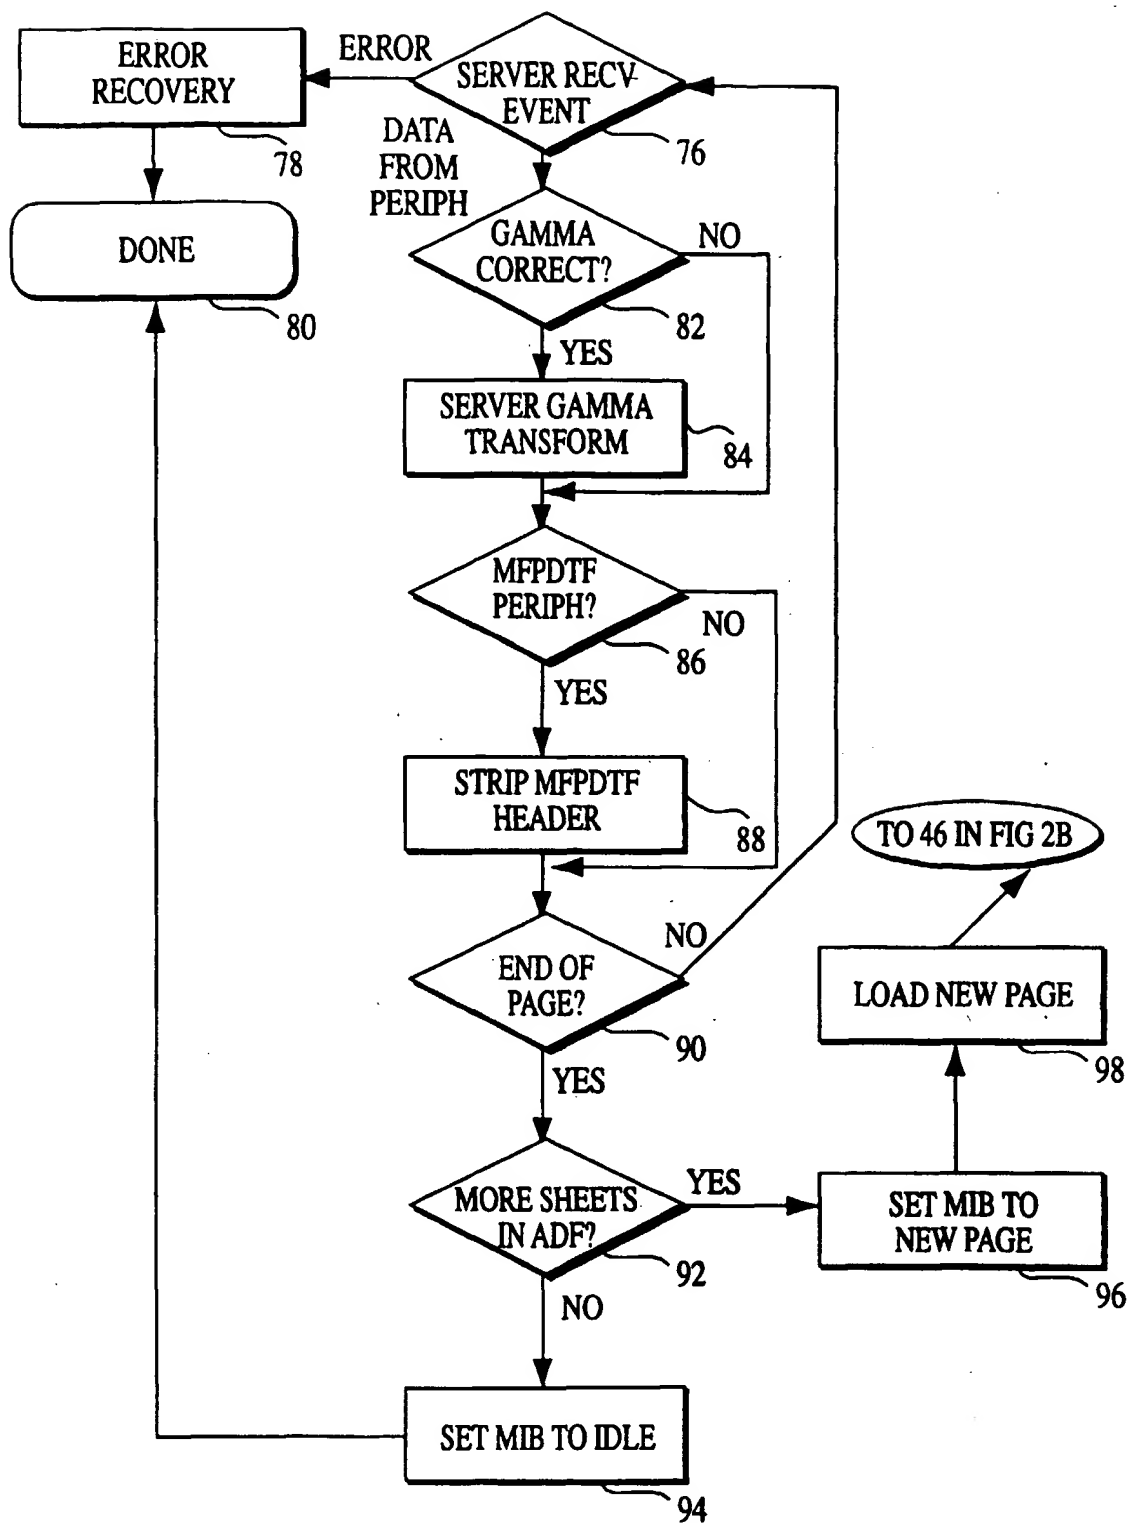 ERROR
RECOVERY
78
ERROR
SERVER RECV
EVENT
76
DATA
FROM
PERIPH
DONE
80
GAMMA
CORRECT?
NO
82
YES
SERVER GAMMA
TRANSFORM
84
MFPDTF
PERIPH?
NO
86
YES
STRIP MFPDTF
HEADER
88
TO 46 IN FIG 2B
NO
END OF
PAGE?
90
LOAD NEW PAGE
98
YES
MORE SHEETS
IN ADF?
YES
92
SET MIB TO
NEW PAGE
96
NO
SET MIB TO IDLE
94